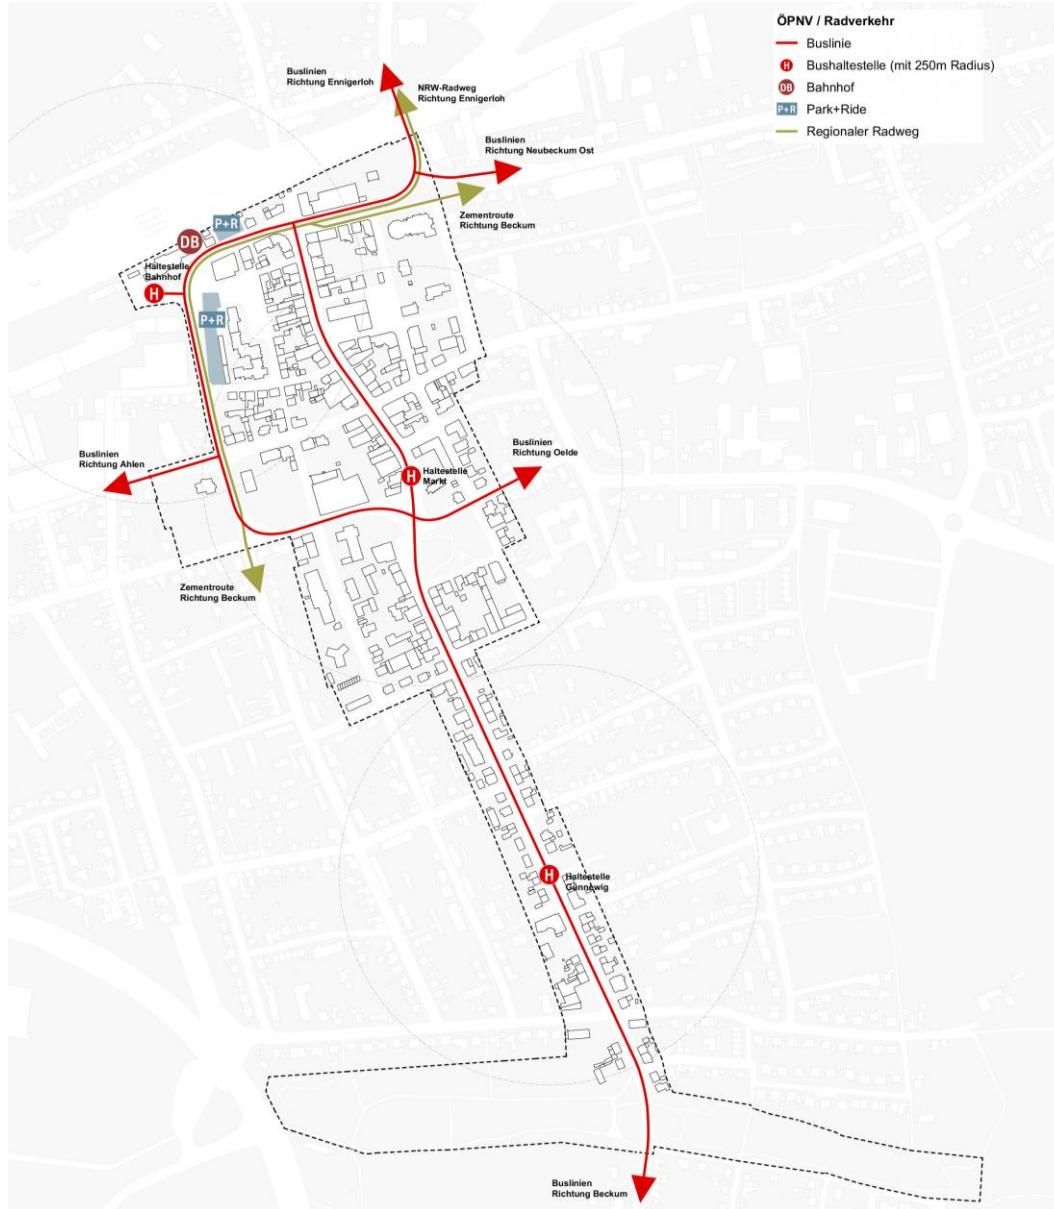 ÖPNV / Radverkehr
Buslinie
H
Bushaltestelle (mit 250m Radius)
DB
Bahnhof
P+R
Park+Ride
Regionaler Radweg
Buslinien
Richtung Ennigerloh
NRW-Radweg
Richtung Ennigerloh
Buslinien
Richtung Neubeckum Ost
Zementroute
Richtung Beckum
P+R
DB
Haltestelle
Bahnhof
H
P+R
Buslinien
Richtung Ahlen
Buslinien
Richtung Oelde
H
Haltestelle
Markt
Zementroute
Richtung Beckum
H
Haltestelle
Gunnewig
Buslinien
Richtung Beckum